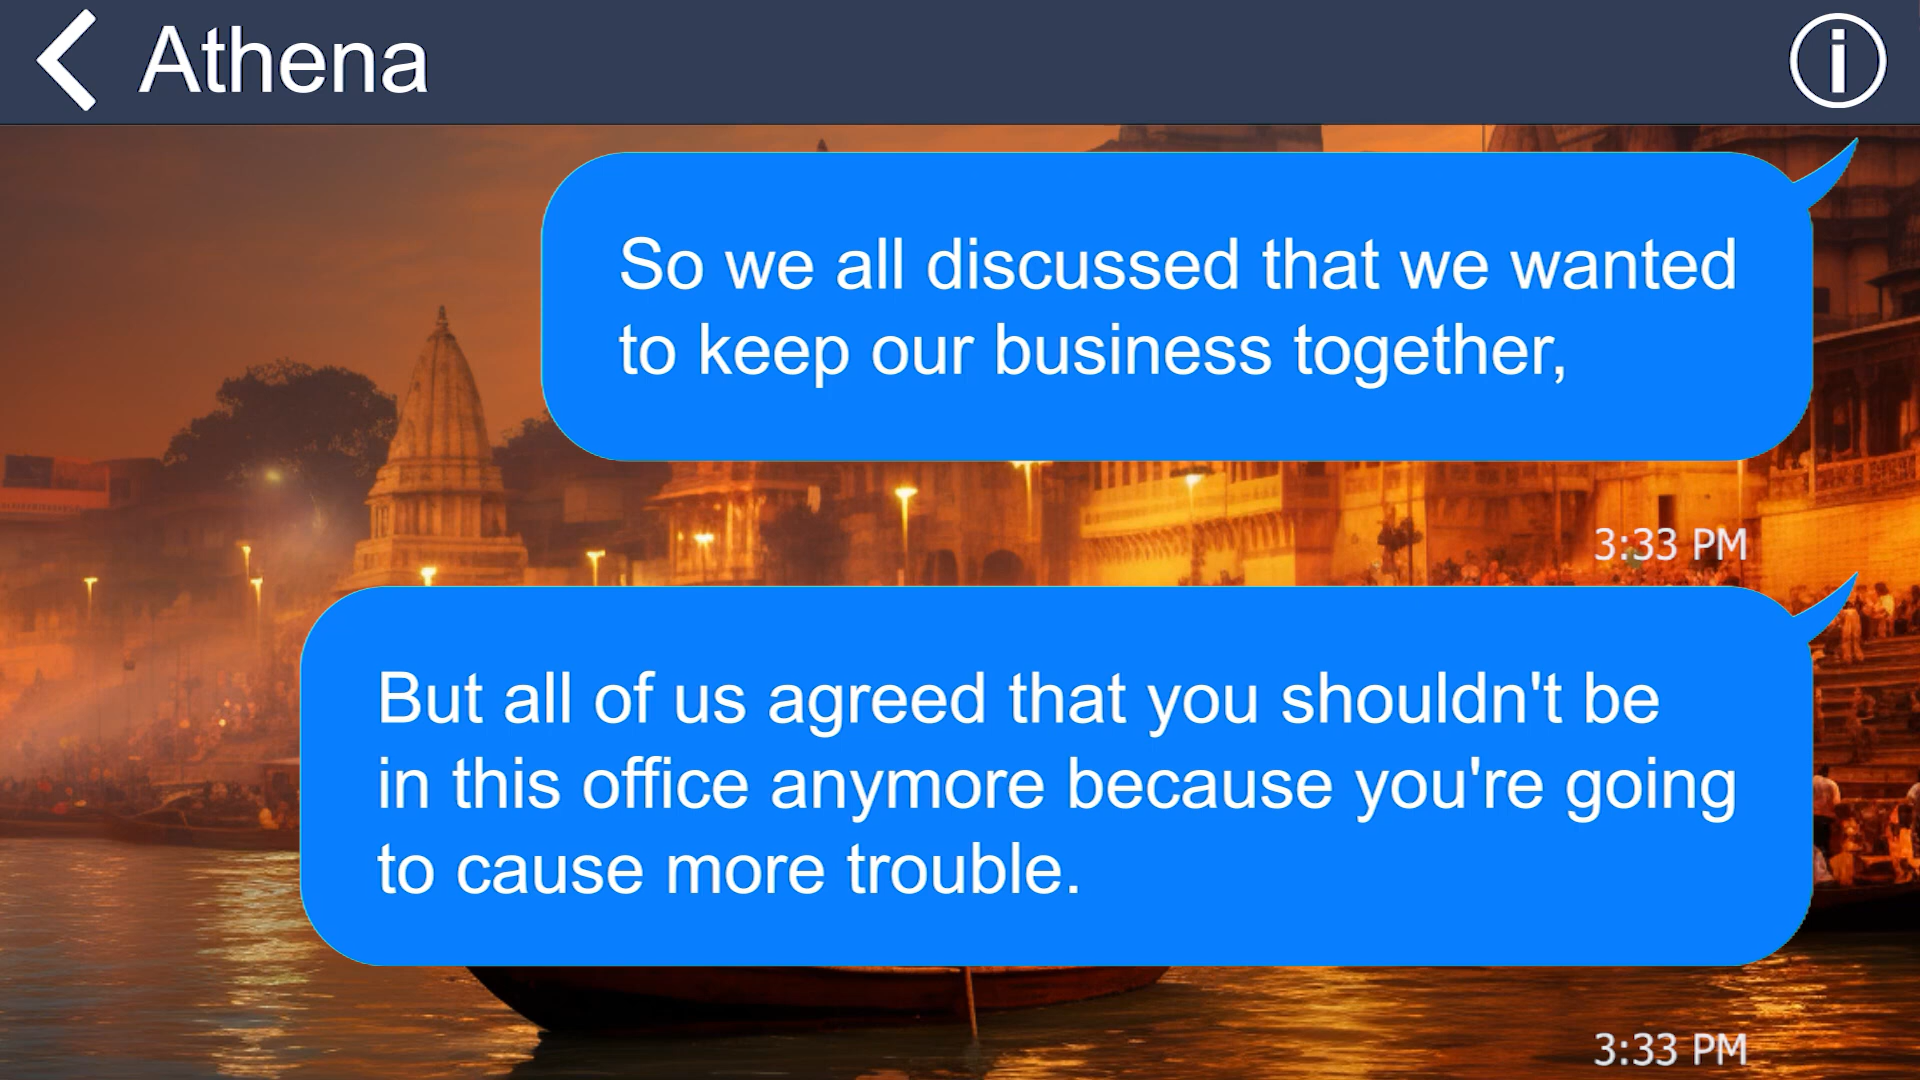 Athena
So we all discussed that we wanted
to keep our business together,
3:33 PM
But all of us agreed that you shouldn't be
in this office anymore because you're going
to cause more trouble.
3:33 PM